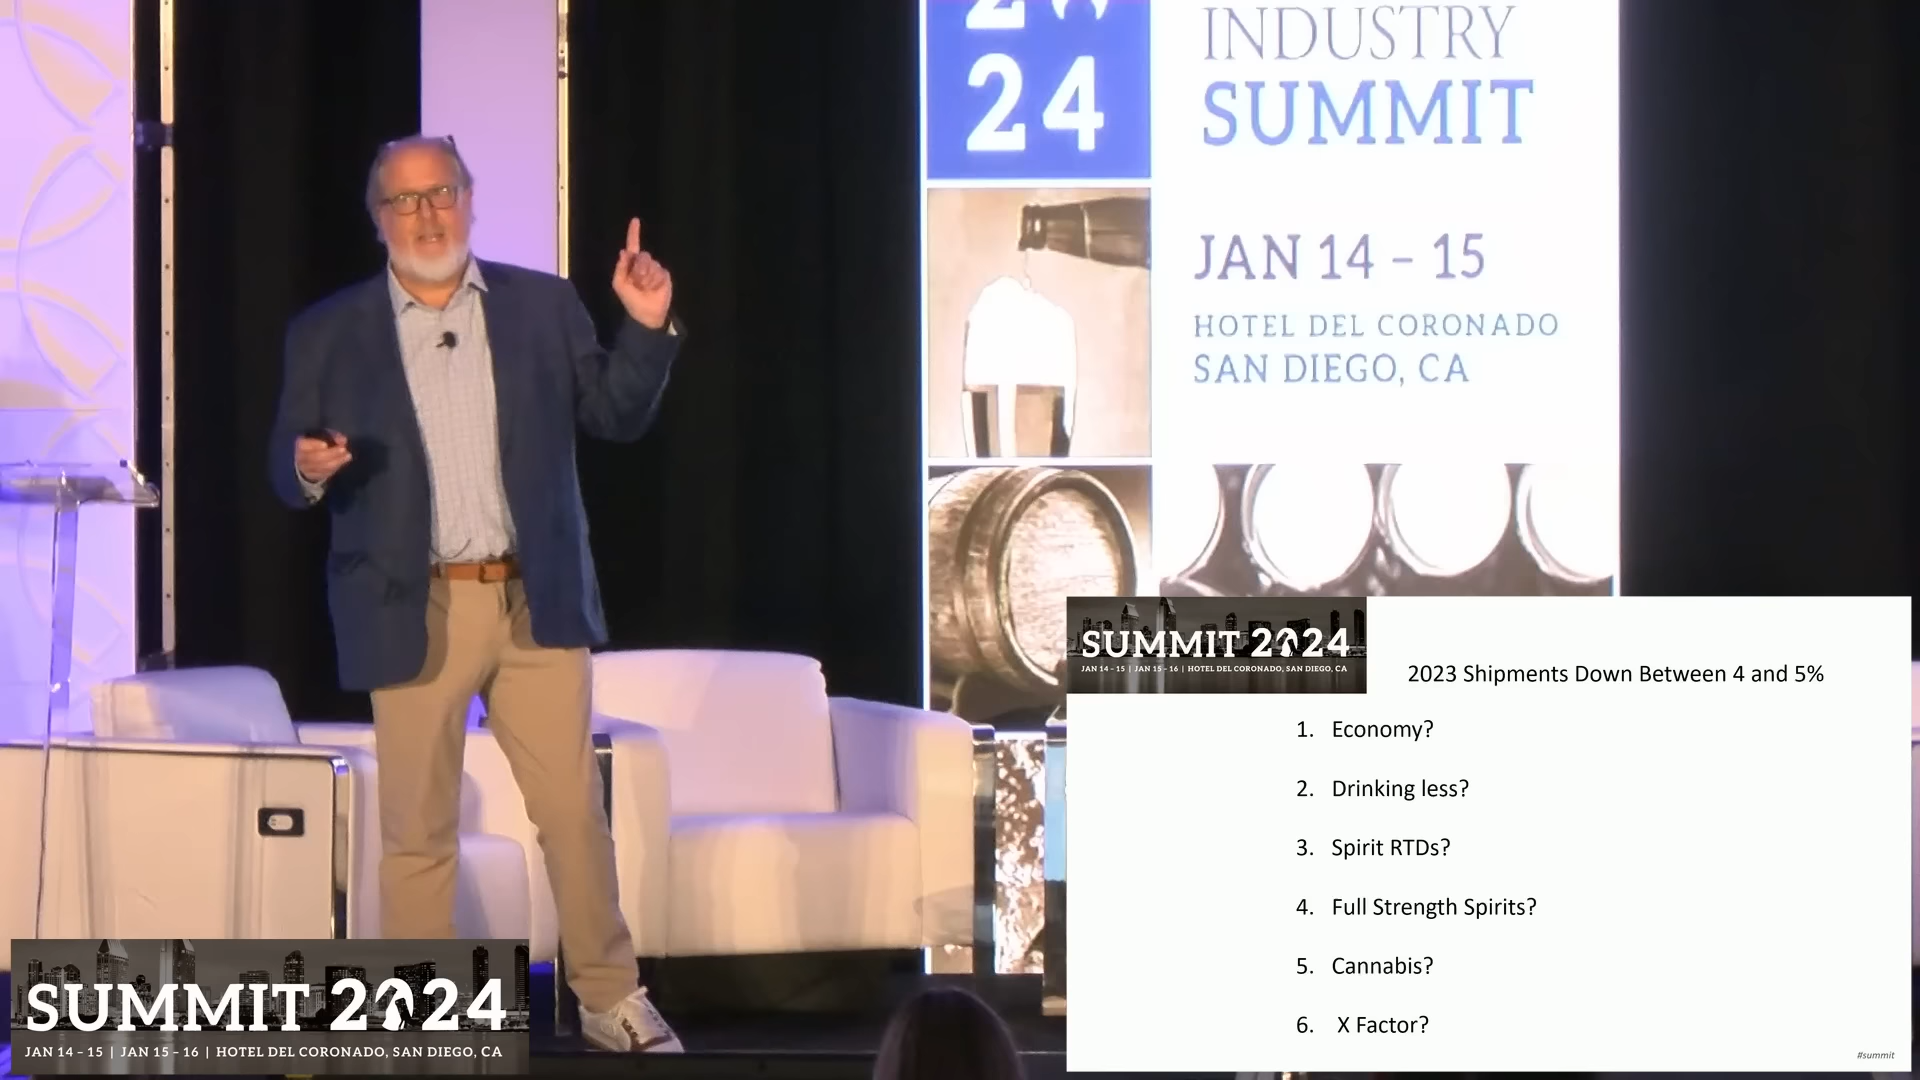 INDUSTRY
24
SUMMIT
JAN 14 – 15
HOTEL DEL CORONADO
SAN DIEGO, CA
SUMMIT 2024
JAN 14 – 15 | JAN 15 – 16 | HOTEL DEL CORONADO, SAN DIEGO, CA
2023 Shipments Down Between 4 and 5%
1. Economy?
2. Drinking less?
3. Spirit RTDs?
4. Full Strength Spirits?
5. Cannabis?
6. X Factor?
#summit
SUMMIT 2024
JAN 14 – 15 | JAN 15 – 16 | HOTEL DEL CORONADO, SAN DIEGO, CA